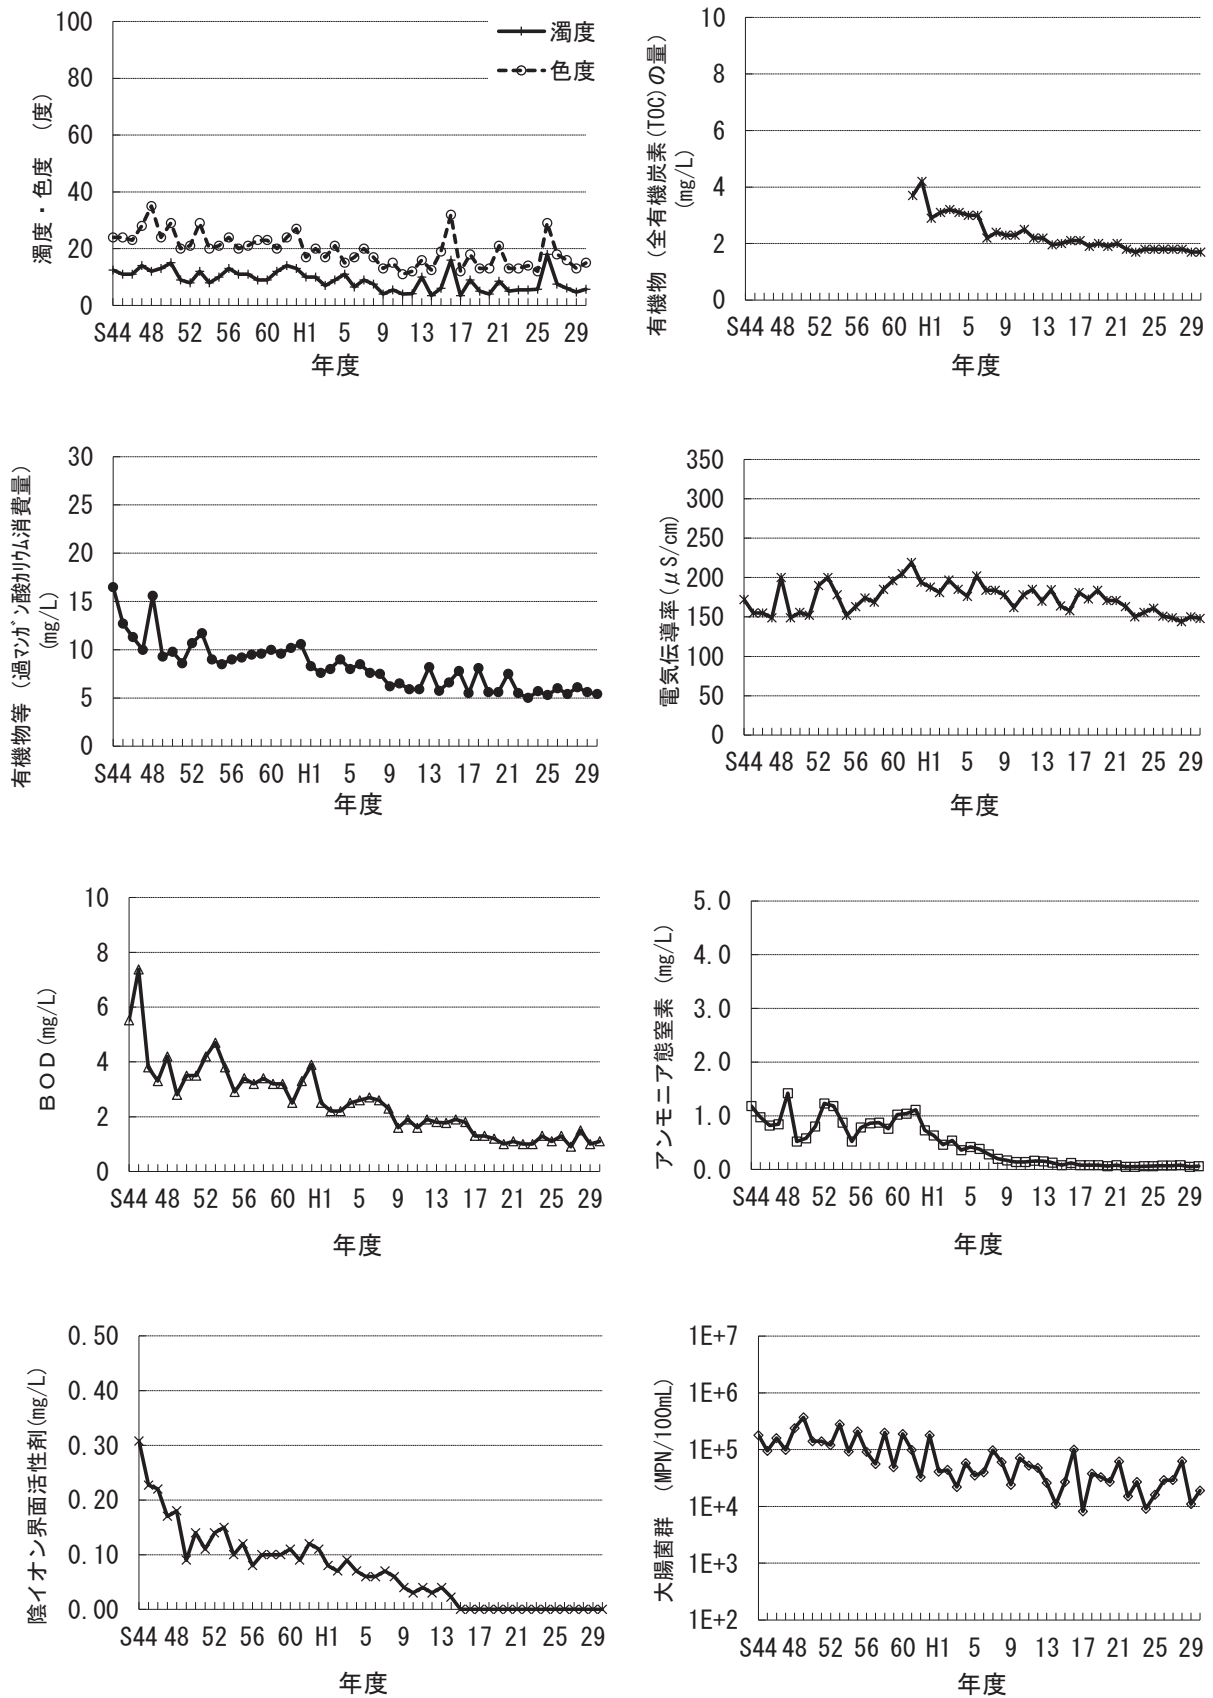 100
80
60
40
20
0
濁度・色度 (度)
濁度
色度
S44 48 52 56 60 H1 5 9 13 17 21 25 29
年度
10
8
6
4
2
0
有機物 (全有機炭素(TOC)の量)
(mg/L)
S44 48 52 56 60 H1 5 9 13 17 21 25 29
年度
30
25
20
15
10
5
0
有機物等 (過マンガン酸カリウム消費量)
(mg/L)
S44 48 52 56 60 H1 5 9 13 17 21 25 29
年度
350
300
250
200
150
100
50
0
電気伝導率(μS/cm)
S44 48 52 56 60 H1 5 9 13 17 21 25 29
年度
10
8
6
4
2
0
BOD(mg/L)
S44 48 52 56 60 H1 5 9 13 17 21 25 29
年度
5.0
4.0
3.0
2.0
1.0
0.0
アンモニア態窒素 (mg/L)
S44 48 52 56 60 H1 5 9 13 17 21 25 29
年度
0.50
0.40
0.30
0.20
0.10
0.00
陰イオン界面活性剤(mg/L)
S44 48 52 56 60 H1 5 9 13 17 21 25 29
年度
1E+7
1E+6
1E+5
1E+4
1E+3
1E+2
大腸菌群 (MPN/100mL)
S44 48 52 56 60 H1 5 9 13 17 21 25 29
年度